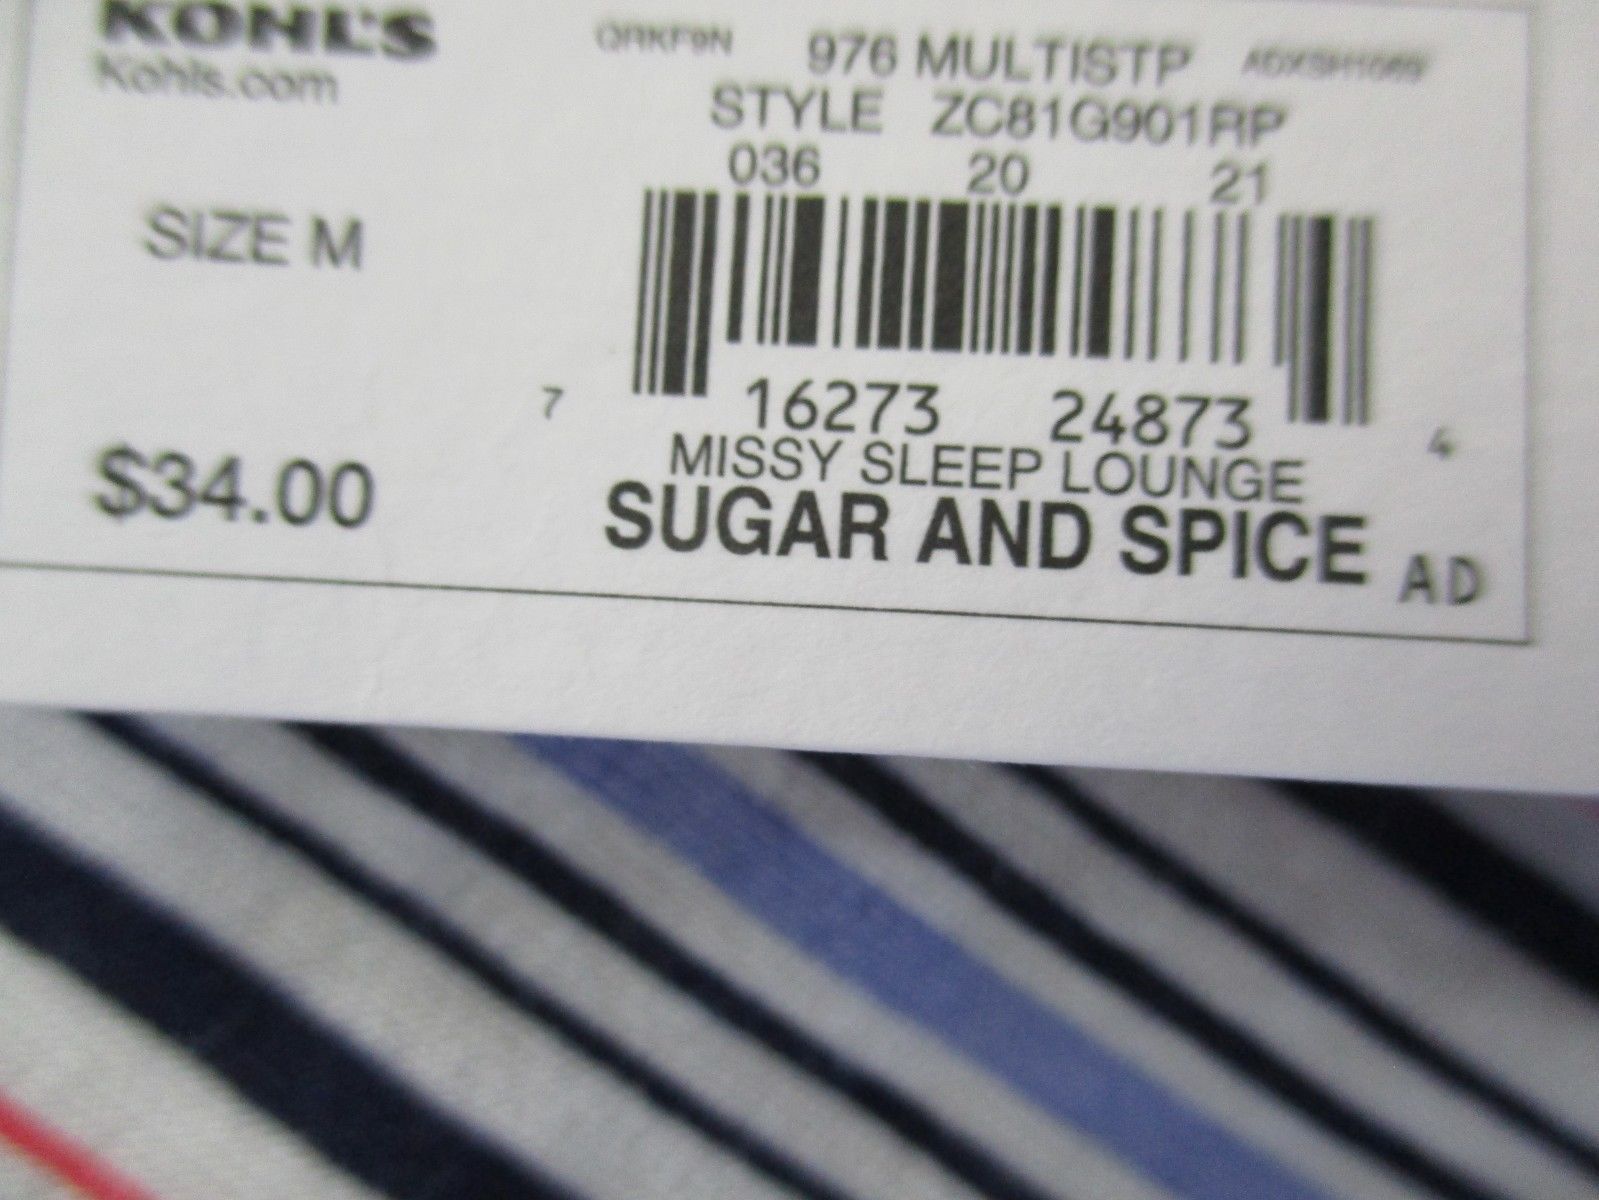 KOHL'S
Kohls.com
976 MULTISTP
STYLE ZC81G901RP
036 20 21
SIZE M
7 16273 24873 4
$34.00
MISSY SLEEP LOUNGE
SUGAR AND SPICE AD